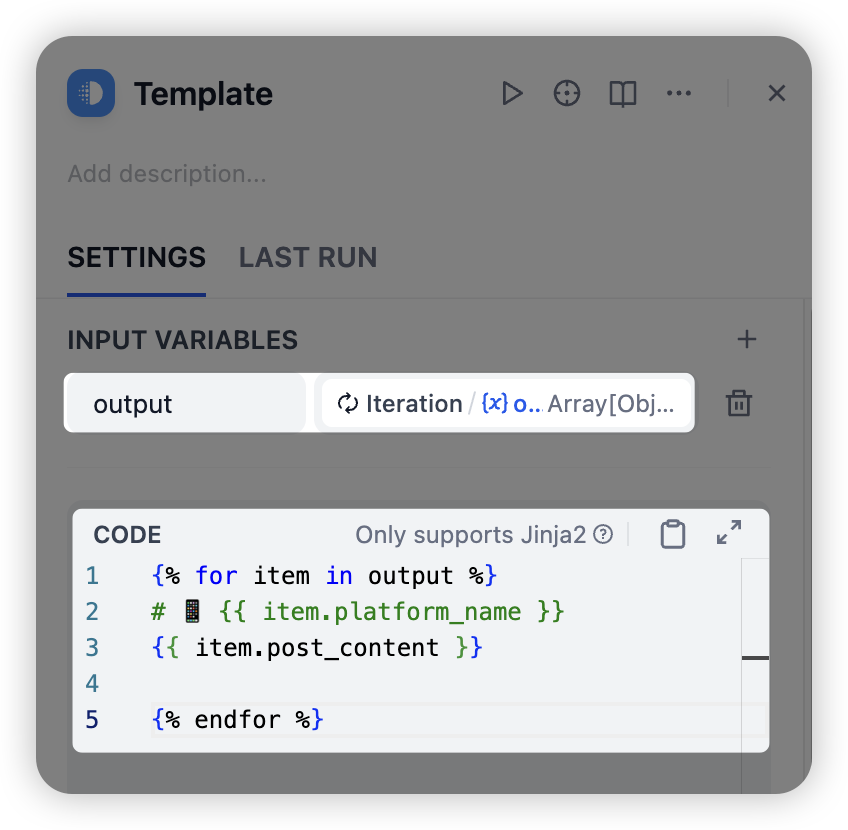 Template
Add description...
SETTINGS LAST RUN
INPUT VARIABLES
output Iteration / {x} o... Array[Obj...
CODE Only supports Jinja2
1 {% for item in output %}
2 # 📱 {{ item.platform_name }}
3 {{ item.post_content }}
4
5 {% endfor %}